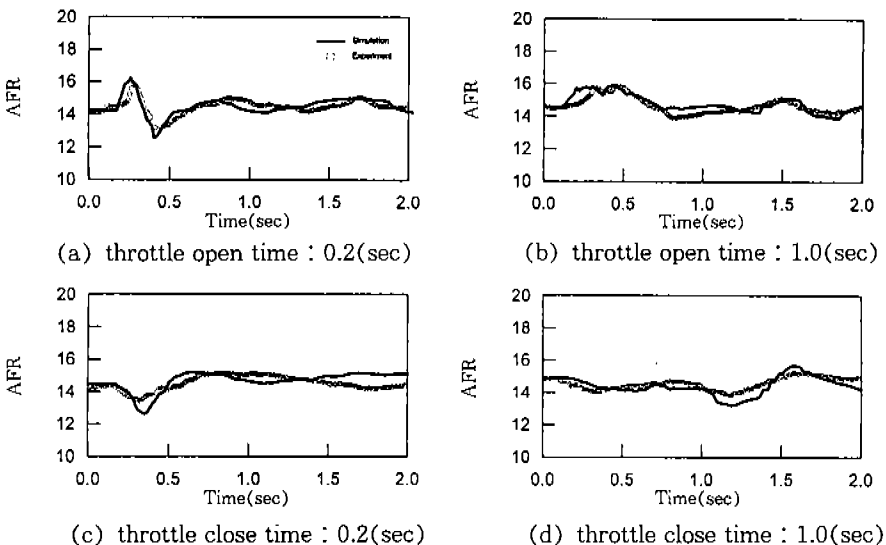 20
18
16
14
12
10
AFR
Simulation
Experiment
0.0 0.5 1.0 1.5 2.0
Time(sec)
(a) throttle open time : 0.2(sec)
20
18
16
14
12
10
AFR
0.0 0.5 1.0 1.5 2.0
Time(sec)
(b) throttle open time : 1.0(sec)
20
18
16
14
12
10
AFR
0.0 0.5 1.0 1.5 2.0
Time(sec)
(c) throttle close time : 0.2(sec)
20
18
16
14
12
10
AFR
0.0 0.5 1.0 1.5 2.0
Time(sec)
(d) throttle close time : 1.0(sec)